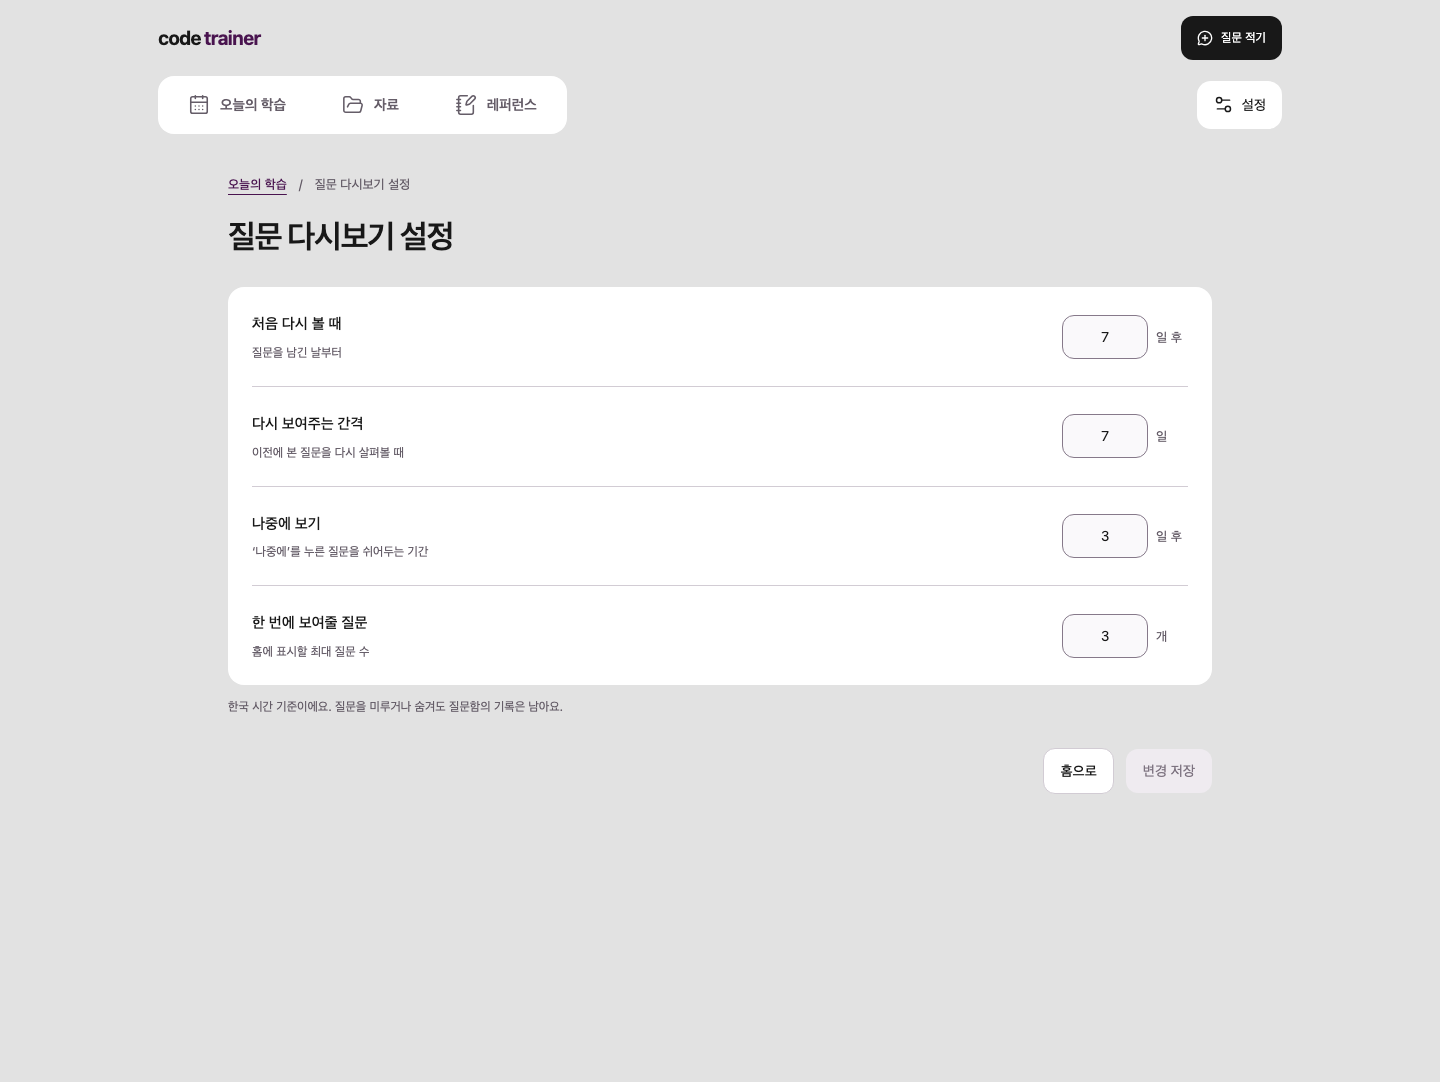 code trainer
질문 적기
오늘의 학습
자료
레퍼런스
설정
오늘의 학습 / 질문 다시보기 설정
질문 다시보기 설정
처음 다시 볼 때
질문을 남긴 날부터
7 일 후
다시 보여주는 간격
이전에 본 질문을 다시 살펴볼 때
7 일
나중에 보기
‘나중에’를 누른 질문을 쉬어두는 기간
3 일 후
한 번에 보여줄 질문
홈에 표시할 최대 질문 수
3 개
한국 시간 기준이에요. 질문을 미루거나 숨겨도 질문함의 기록은 남아요.
홈으로
변경 저장